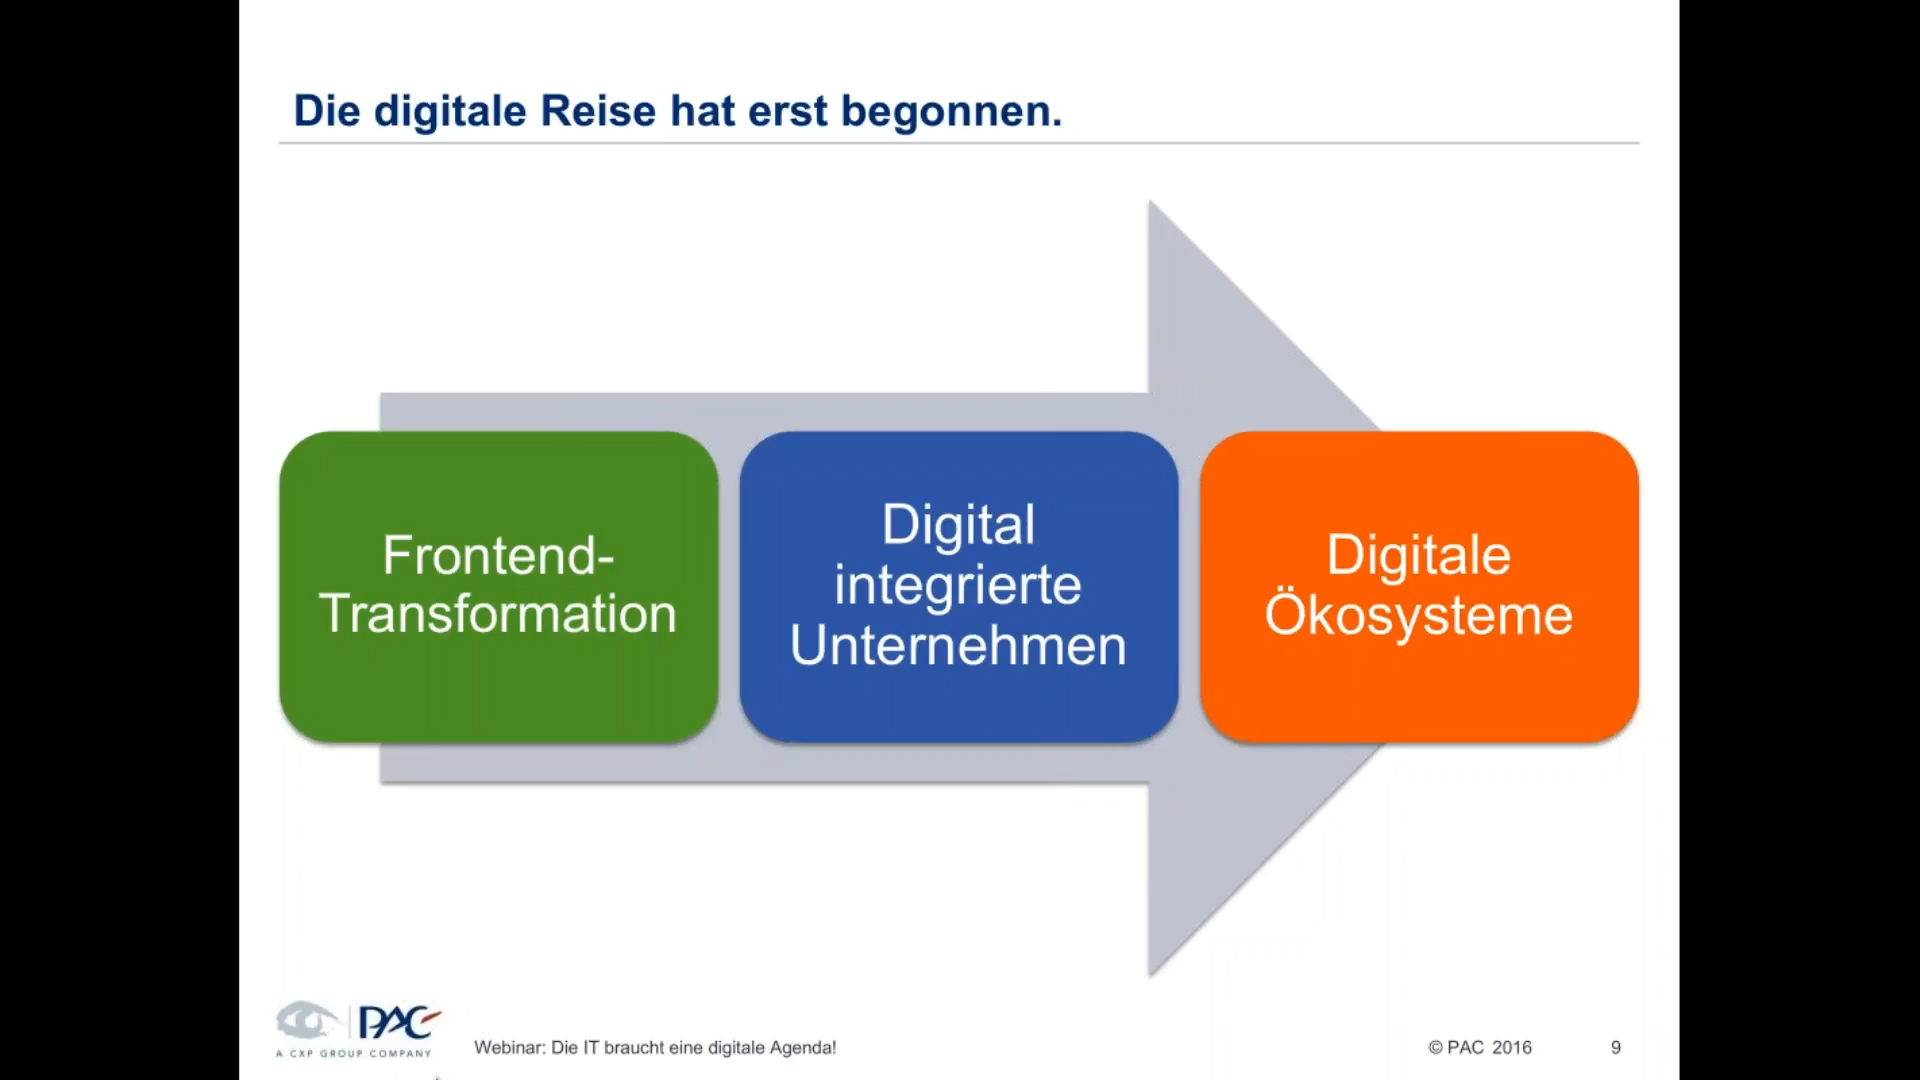 Die digitale Reise hat erst begonnen.
Frontend-
Transformation
Digital
integrierte
Unternehmen
Digitale
Ökosysteme
PAC
A CXP GROUP COMPANY
Webinar: Die IT braucht eine digitale Agenda!
© PAC 2016
9